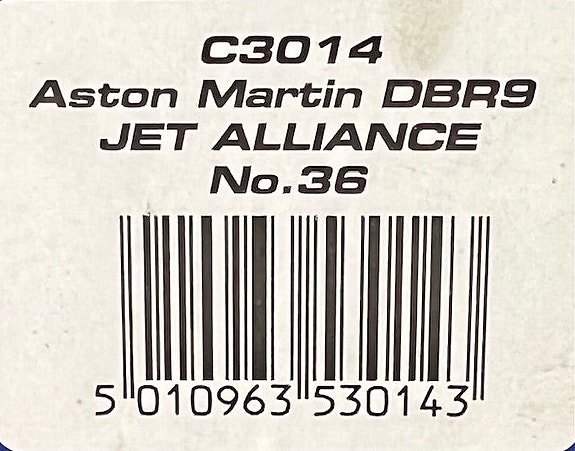 C3014
Aston Martin DBR9
JET ALLIANCE
No.36
5 010963 530143